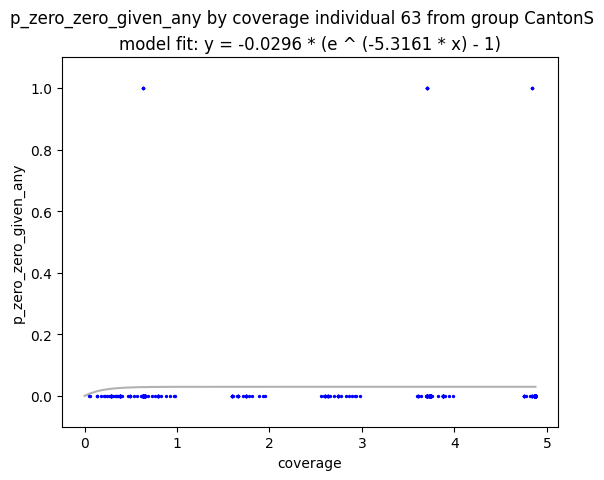 p_zero_zero_given_any by coverage individual 63 from group CantonS
model fit: y = -0.0296 * (e ^ (-5.3161 * x) - 1)
1.0
0.8
0.6
0.4
0.2
0.0
p_zero_zero_given_any
0 1 2 3 4 5
coverage